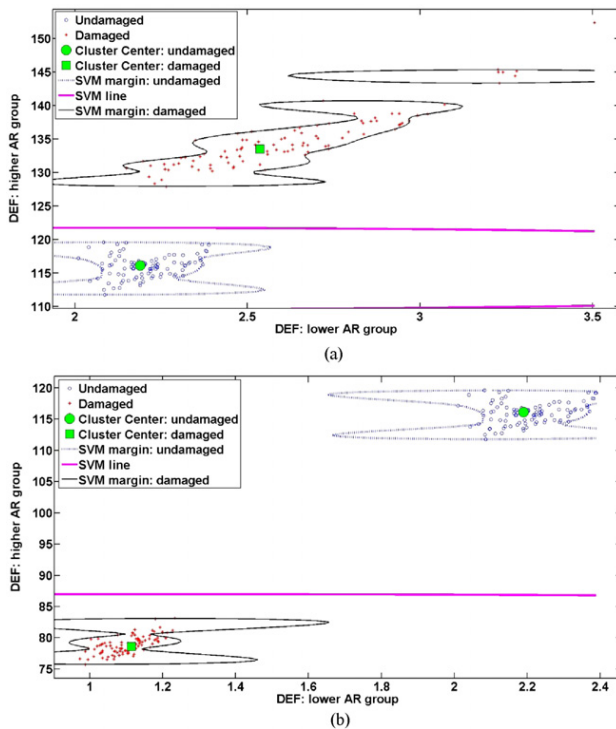 150
145
140
135
130
125
120
115
110
DEF: higher AR group
Undamaged
Damaged
Cluster Center: undamaged
Cluster Center: damaged
SVM margin: undamaged
SVM line
SVM margin: damaged
2 2.5 3 3.5
DEF: lower AR group
(a)
120
115
110
105
100
95
90
85
80
75
DEF: higher AR group
Undamaged
Damaged
Cluster Center: undamaged
Cluster Center: damaged
SVM margin: undamaged
SVM line
SVM margin: damaged
1 1.2 1.4 1.6 1.8 2 2.2 2.4
DEF: lower AR group
(b)